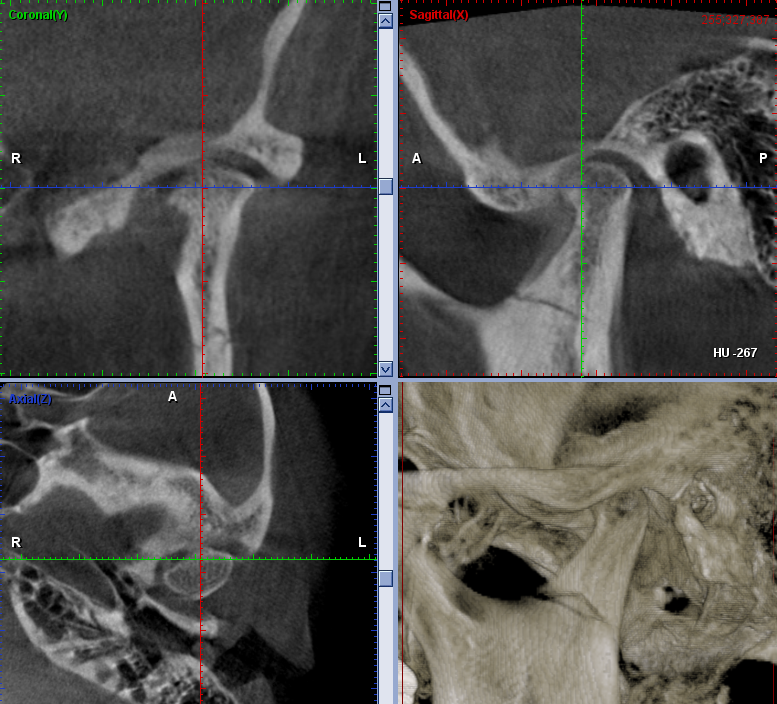 Coronal(Y)
R
L
Sagittal(X)
A
P
HU -267
Axial(Z)
A
R
L